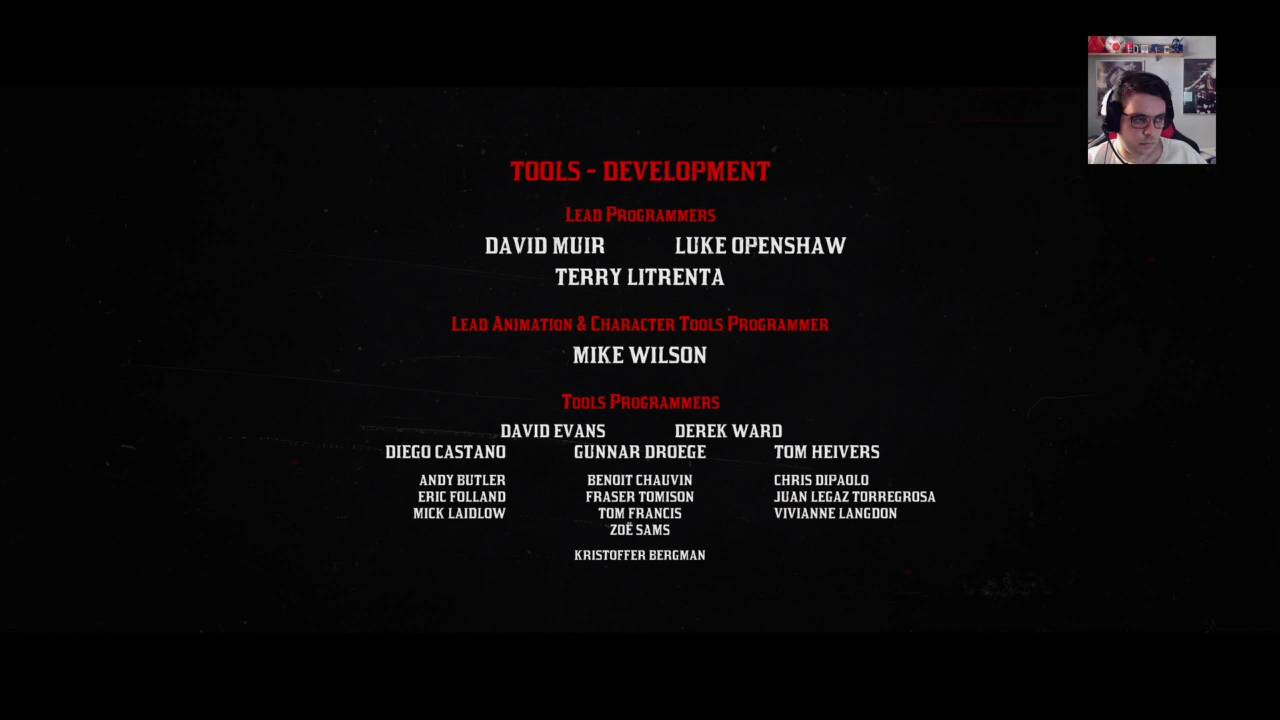 TOOLS - DEVELOPMENT
LEAD PROGRAMMERS
DAVID MUIR LUKE OPENSHAW
TERRY LITRENTA
LEAD ANIMATION & CHARACTER TOOLS PROGRAMMER
MIKE WILSON
TOOLS PROGRAMMERS
DAVID EVANS DEREK WARD
DIEGO CASTANO GUNNAR DROEGE TOM HEIVERS
ANDY BUTLER BENOIT CHAUVIN CHRIS DIPAOLO
ERIC FOLLAND FRASER TOMISON JUAN LEGAZ TORREGROSA
MICK LAIDLOW TOM FRANCIS VIVIANNE LANGDON
ZOË SAMS
KRISTOFFER BERGMAN